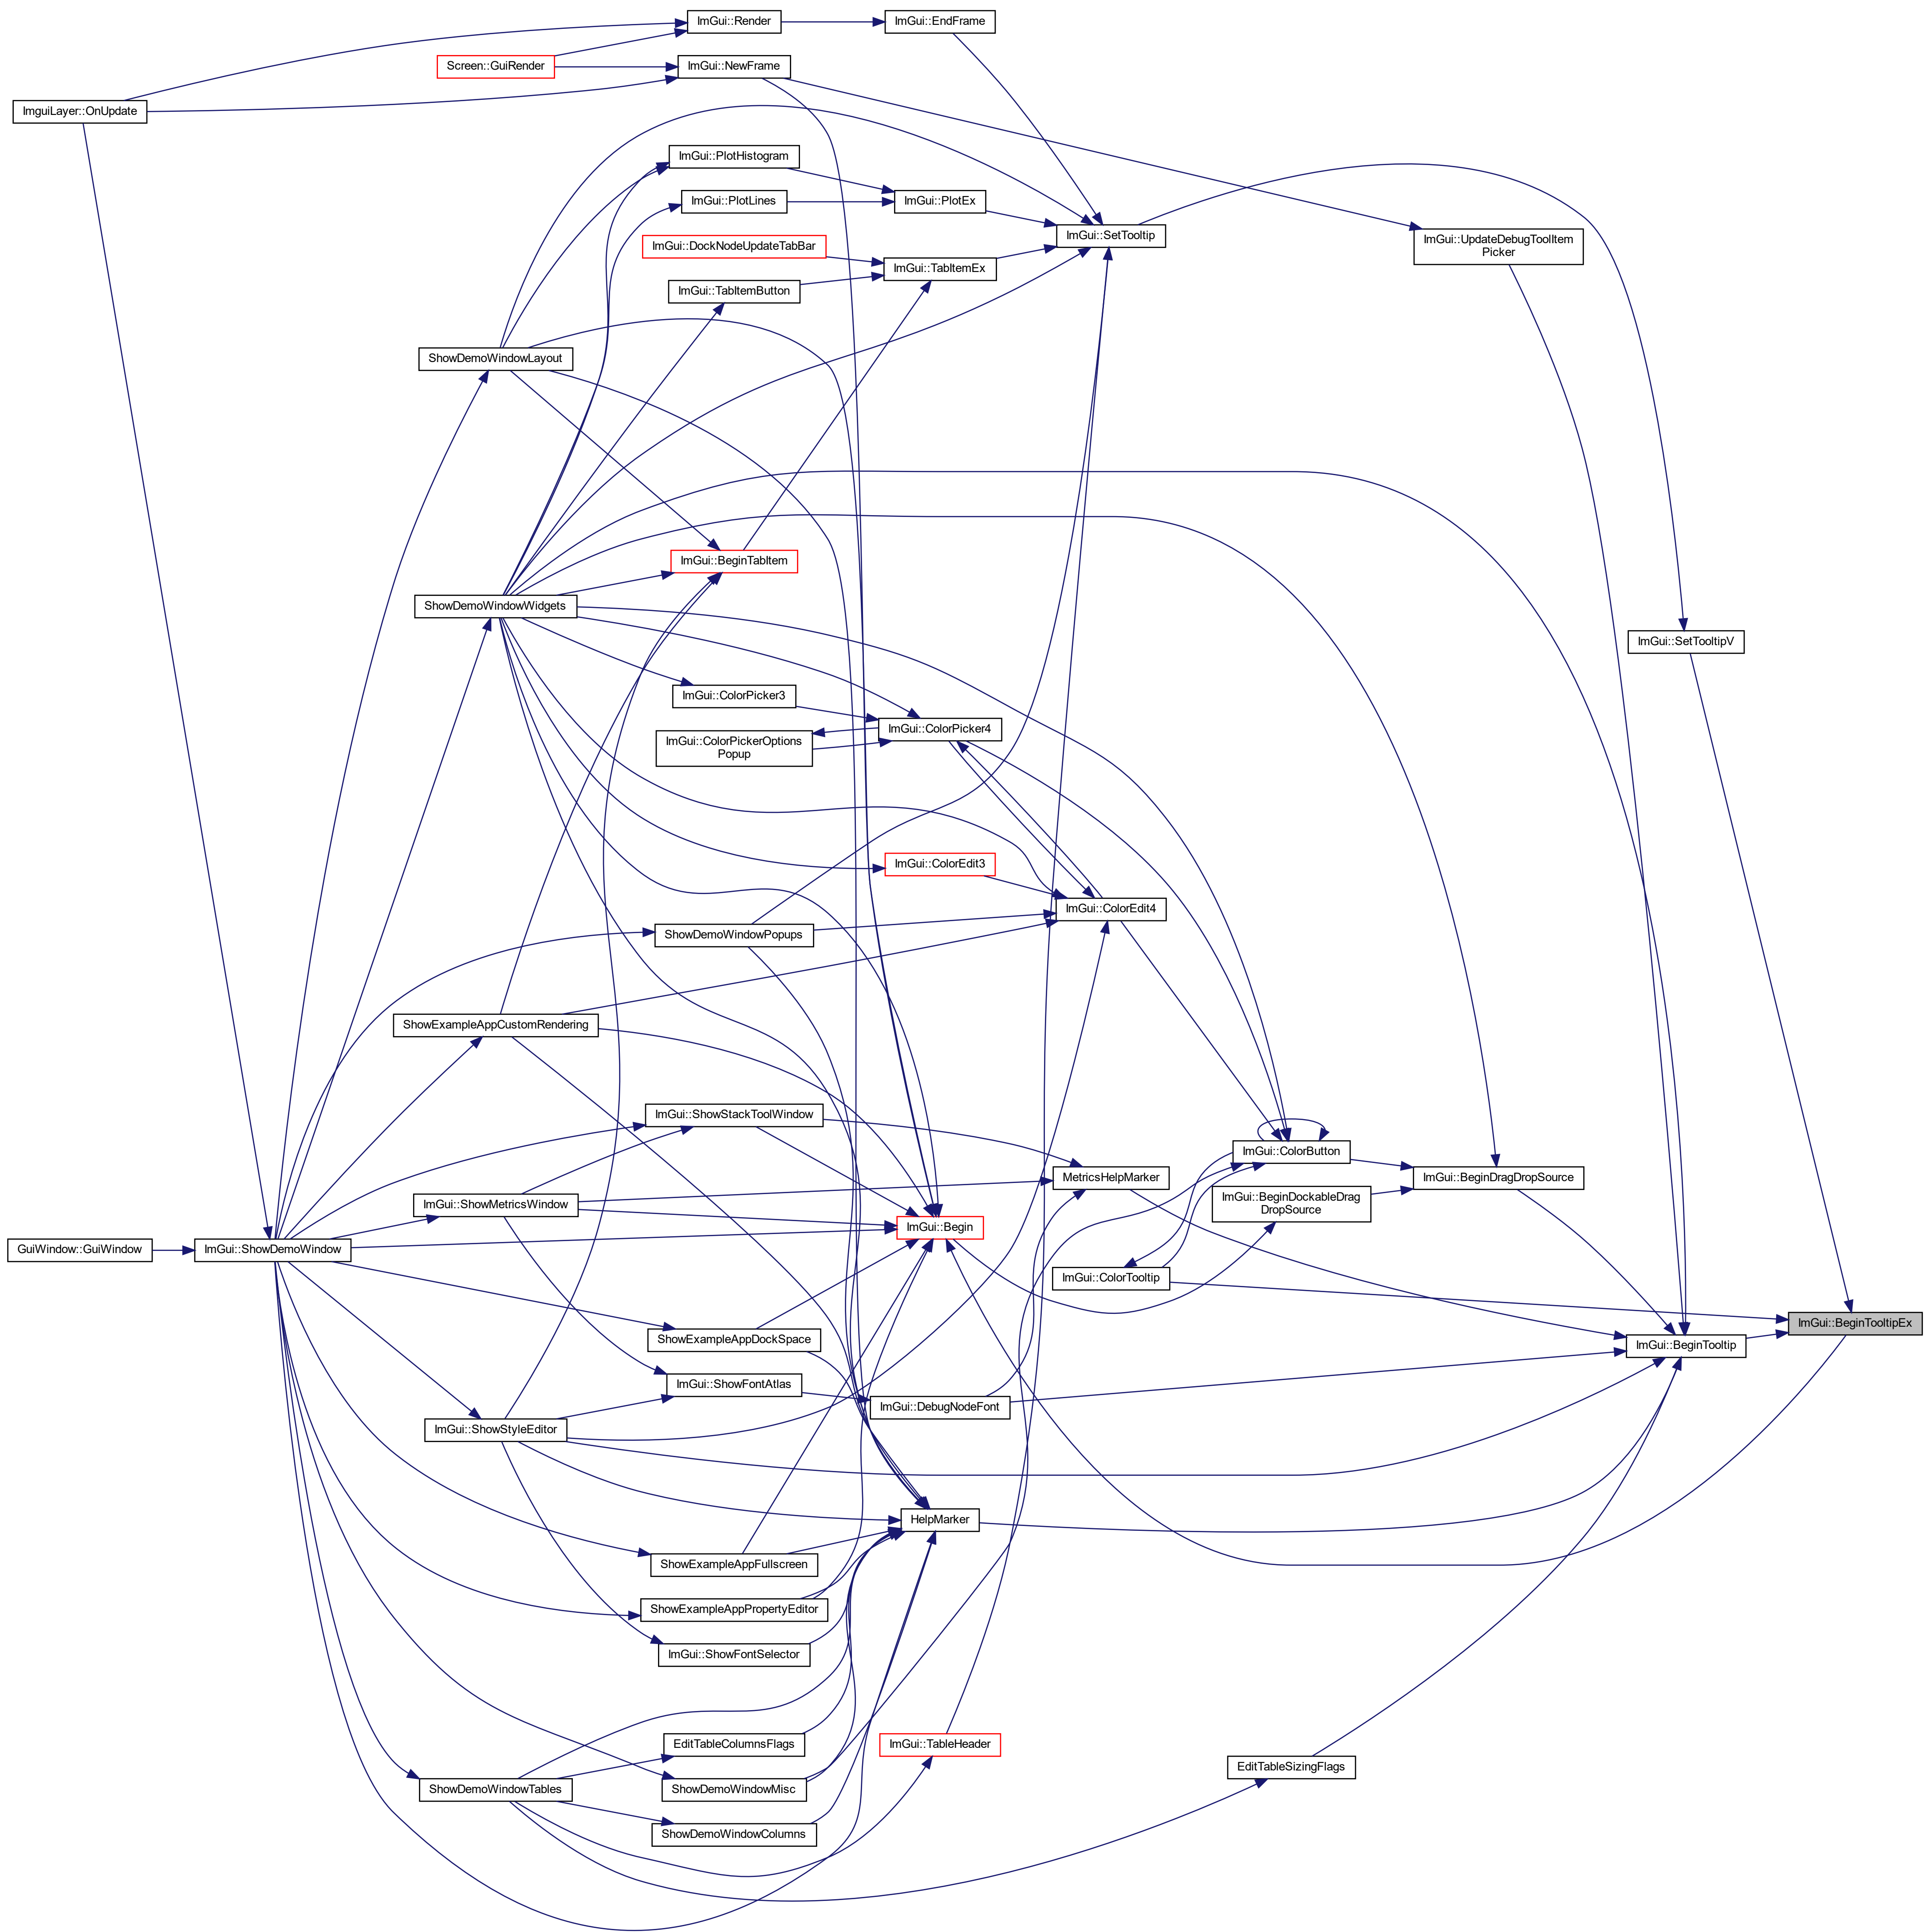 ImGui::Render
ImGui::EndFrame
Screen::GuiRender
ImGui::NewFrame
ImguiLayer::OnUpdate
ImGui::PlotHistogram
ImGui::PlotLines
ImGui::PlotEx
ImGui::SetTooltip
ImGui::UpdateDebugToolItem
Picker
ImGui::DockNodeUpdateTabBar
ImGui::TabItemEx
ImGui::TabItemButton
ShowDemoWindowLayout
ImGui::BeginTabItem
ShowDemoWindowWidgets
ImGui::SetTooltipV
ImGui::ColorPicker3
ImGui::ColorPicker4
ImGui::ColorPickerOptions
Popup
ImGui::ColorEdit3
ImGui::ColorEdit4
ShowDemoWindowPopups
ShowExampleAppCustomRendering
ImGui::ShowStackToolWindow
ImGui::ColorButton
MetricsHelpMarker
ImGui::BeginDragDropSource
ImGui::ShowMetricsWindow
ImGui::BeginDockableDrag
DropSource
ImGui::Begin
GuiWindow::GuiWindow
ImGui::ShowDemoWindow
ImGui::ColorTooltip
ImGui::BeginTooltipEx
ShowExampleAppDockSpace
ImGui::BeginTooltip
ImGui::ShowFontAtlas
ImGui::DebugNodeFont
ImGui::ShowStyleEditor
HelpMarker
ShowExampleAppFullscreen
ShowExampleAppPropertyEditor
ImGui::ShowFontSelector
EditTableColumnsFlags
ImGui::TableHeader
EditTableSizingFlags
ShowDemoWindowTables
ShowDemoWindowMisc
ShowDemoWindowColumns